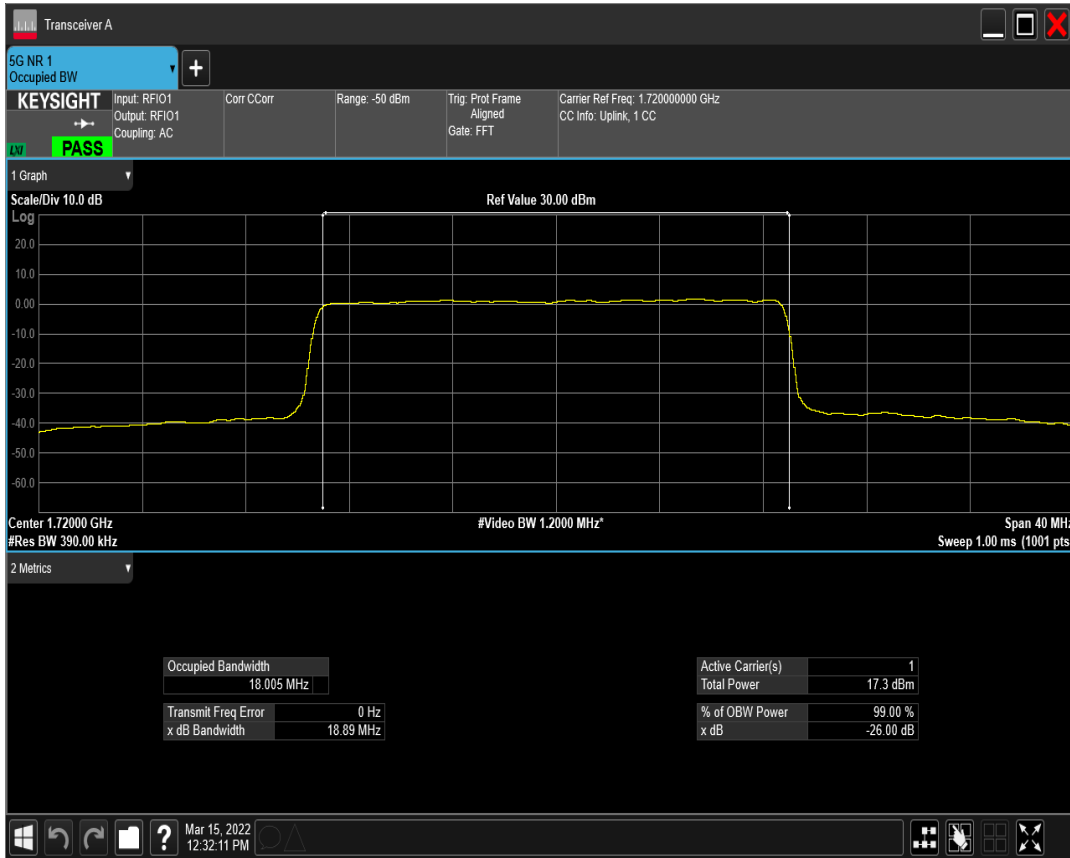 Transceiver A
5G NR 1
Occupied BW
KEYSIGHT
LXI
PASS
Input: RFIO1
Output: RFIO1
Coupling: AC
Corr CCorr
Range: -50 dBm
Trig: Prot Frame
Aligned
Gate: FFT
Carrier Ref Freq: 1.720000000 GHz
CC Info: Uplink, 1 CC
1 Graph
Scale/Div 10.0 dB
Ref Value 30.00 dBm
Log
20.0
10.0
0.00
-10.0
-20.0
-30.0
-40.0
-50.0
-60.0
Center 1.72000 GHz
#Video BW 1.2000 MHz*
Span 40 MHz
#Res BW 390.00 kHz
Sweep 1.00 ms (1001 pts
2 Metrics
Occupied Bandwidth
18.005 MHz
Transmit Freq Error 0 Hz
x dB Bandwidth 18.89 MHz
Active Carrier(s) 1
Total Power 17.3 dBm
% of OBW Power 99.00 %
x dB -26.00 dB
?
Mar 15, 2022
12:32:11 PM